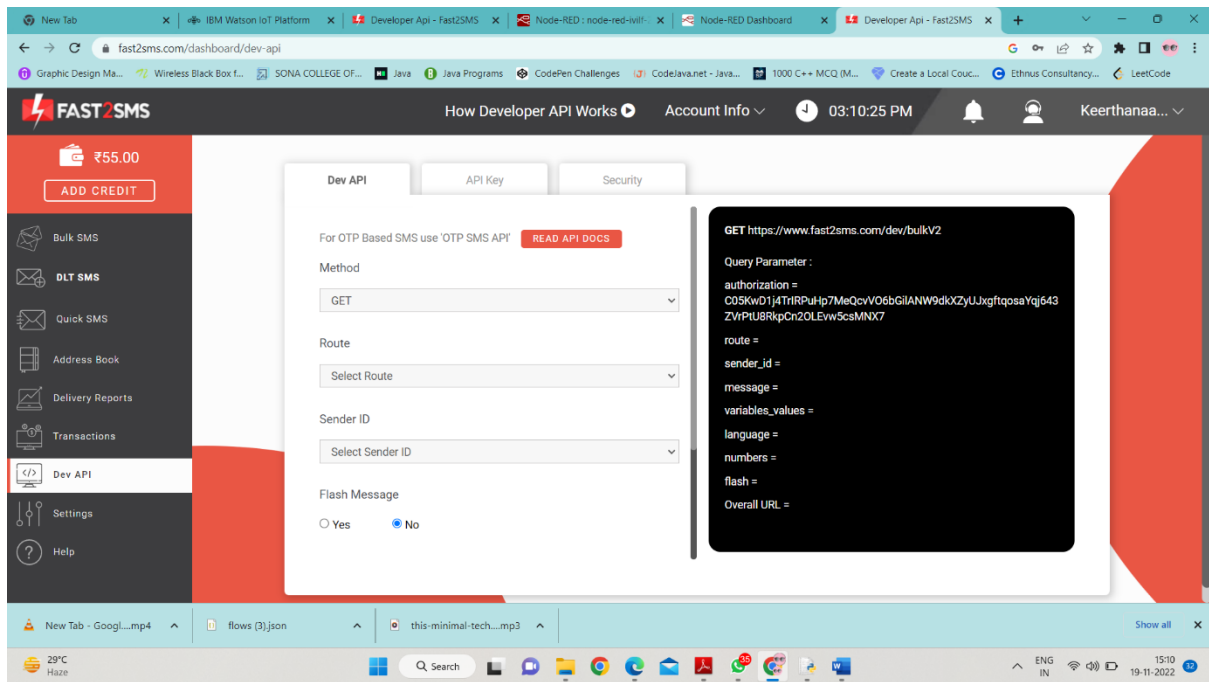 New Tab
IBM Watson IoT Platform
Developer Api - Fast2SMS
Node-RED : node-red-ivilf-
Node-RED Dashboard
Developer Api - Fast2SMS
fast2sms.com/dashboard/dev-api
Graphic Design Ma...
Wireless Black Box f...
SONA COLLEGE OF...
Java
Java Programs
CodePen Challenges
CodeJava.net - Java...
1000 C++ MCQ (M...
Create a Local Couc...
Ethnus Consultancy...
LeetCode
FAST2SMS
How Developer API Works
Account Info
03:10:25 PM
Keerthanaa...
₹55.00
ADD CREDIT
Bulk SMS
DLT SMS
Quick SMS
Address Book
Delivery Reports
Transactions
Dev API
Settings
Help
Dev API
API Key
Security
For OTP Based SMS use 'OTP SMS API'
READ API DOCS
Method
GET
Route
Select Route
Sender ID
Select Sender ID
Flash Message
Yes
No
GET https://www.fast2sms.com/dev/bulkV2
Query Parameter :
authorization =
C05KwD1j4TrIRPuHp7MeQcvVO6bGilANW9dkXZyUJxgftqosaYqj643
ZVrPtU8RkpCn2OLEvw5csMNX7
route =
sender_id =
message =
variables_values =
language =
numbers =
flash =
Overall URL =
New Tab - Googl....mp4
flows (3).json
this-minimal-tech....mp3
Show all
29°C
Haze
Search
35
ENG
IN
15:10
19-11-2022
32